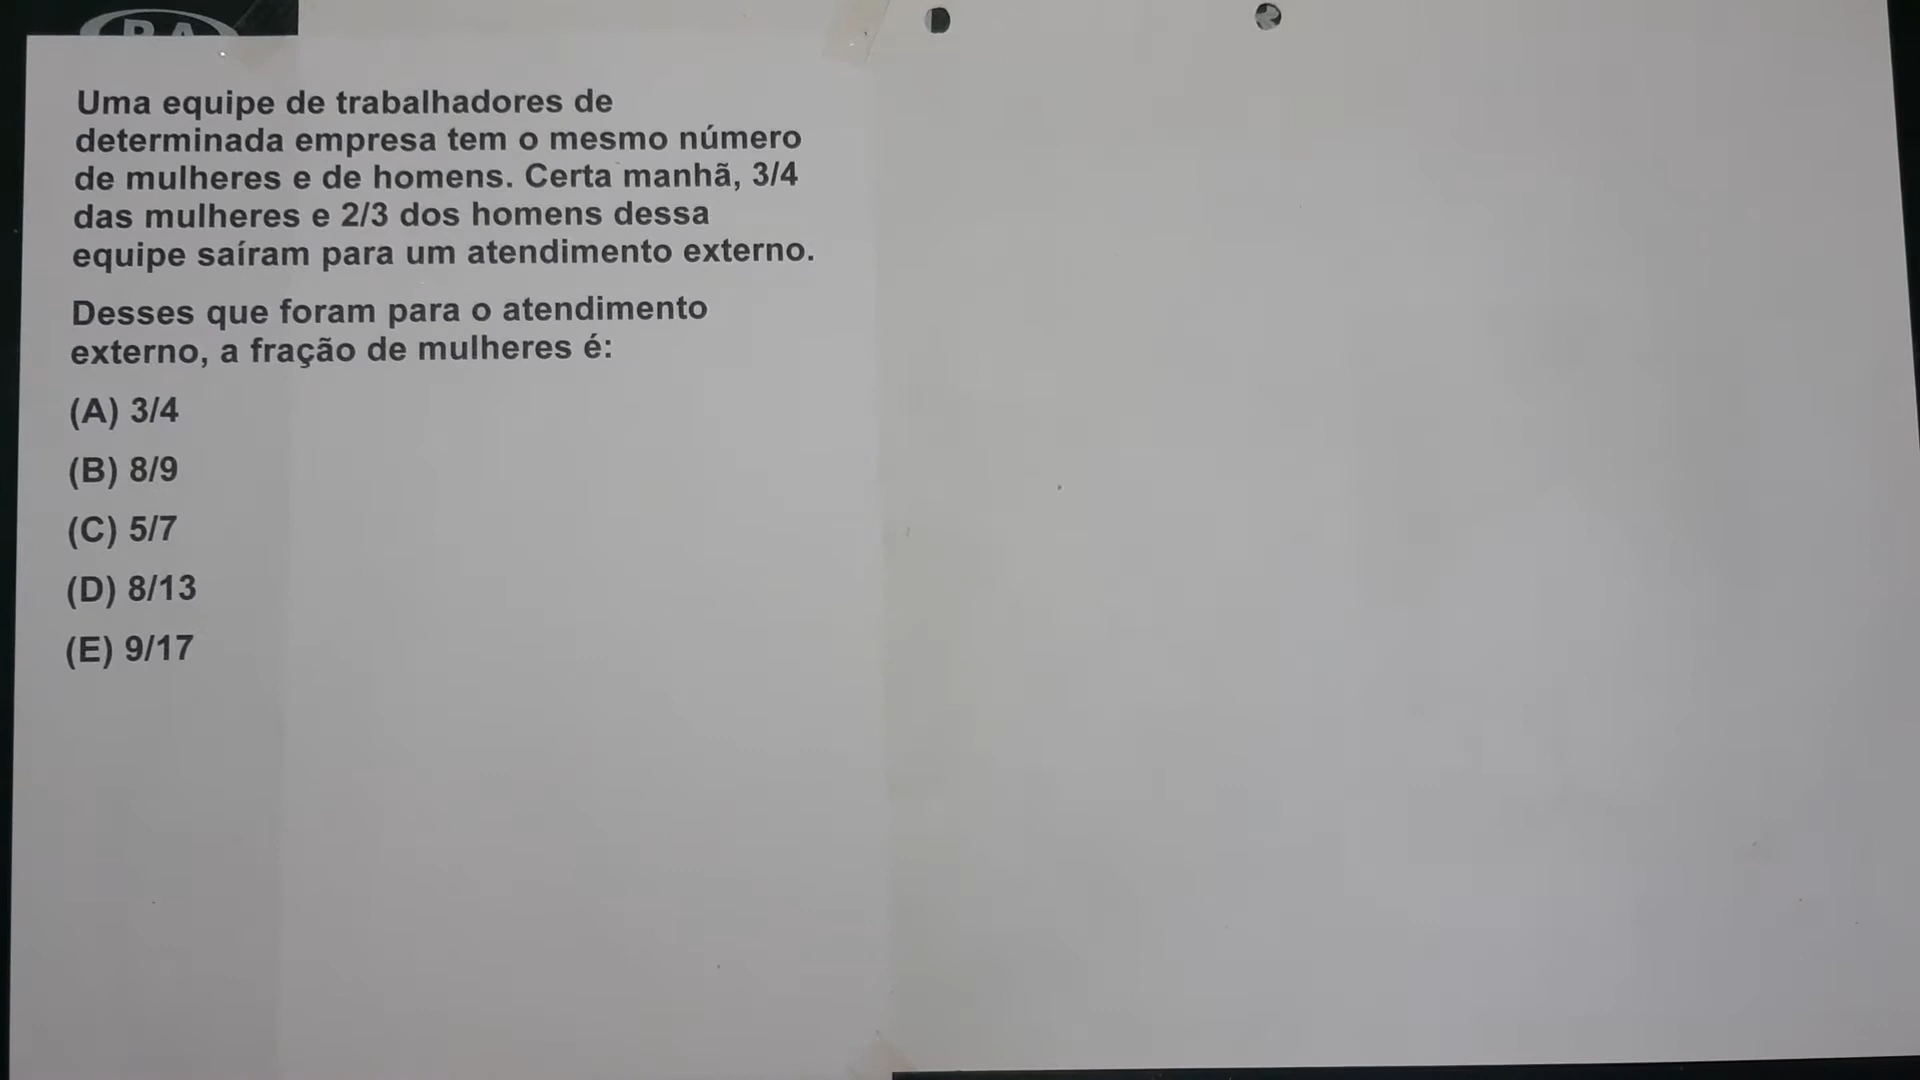 Uma equipe de trabalhadores de
determinada empresa tem o mesmo número
de mulheres e de homens. Certa manhã, 3/4
das mulheres e 2/3 dos homens dessa
equipe saíram para um atendimento externo.
Desses que foram para o atendimento
externo, a fração de mulheres é:
(A) 3/4
(B) 8/9
(C) 5/7
(D) 8/13
(E) 9/17